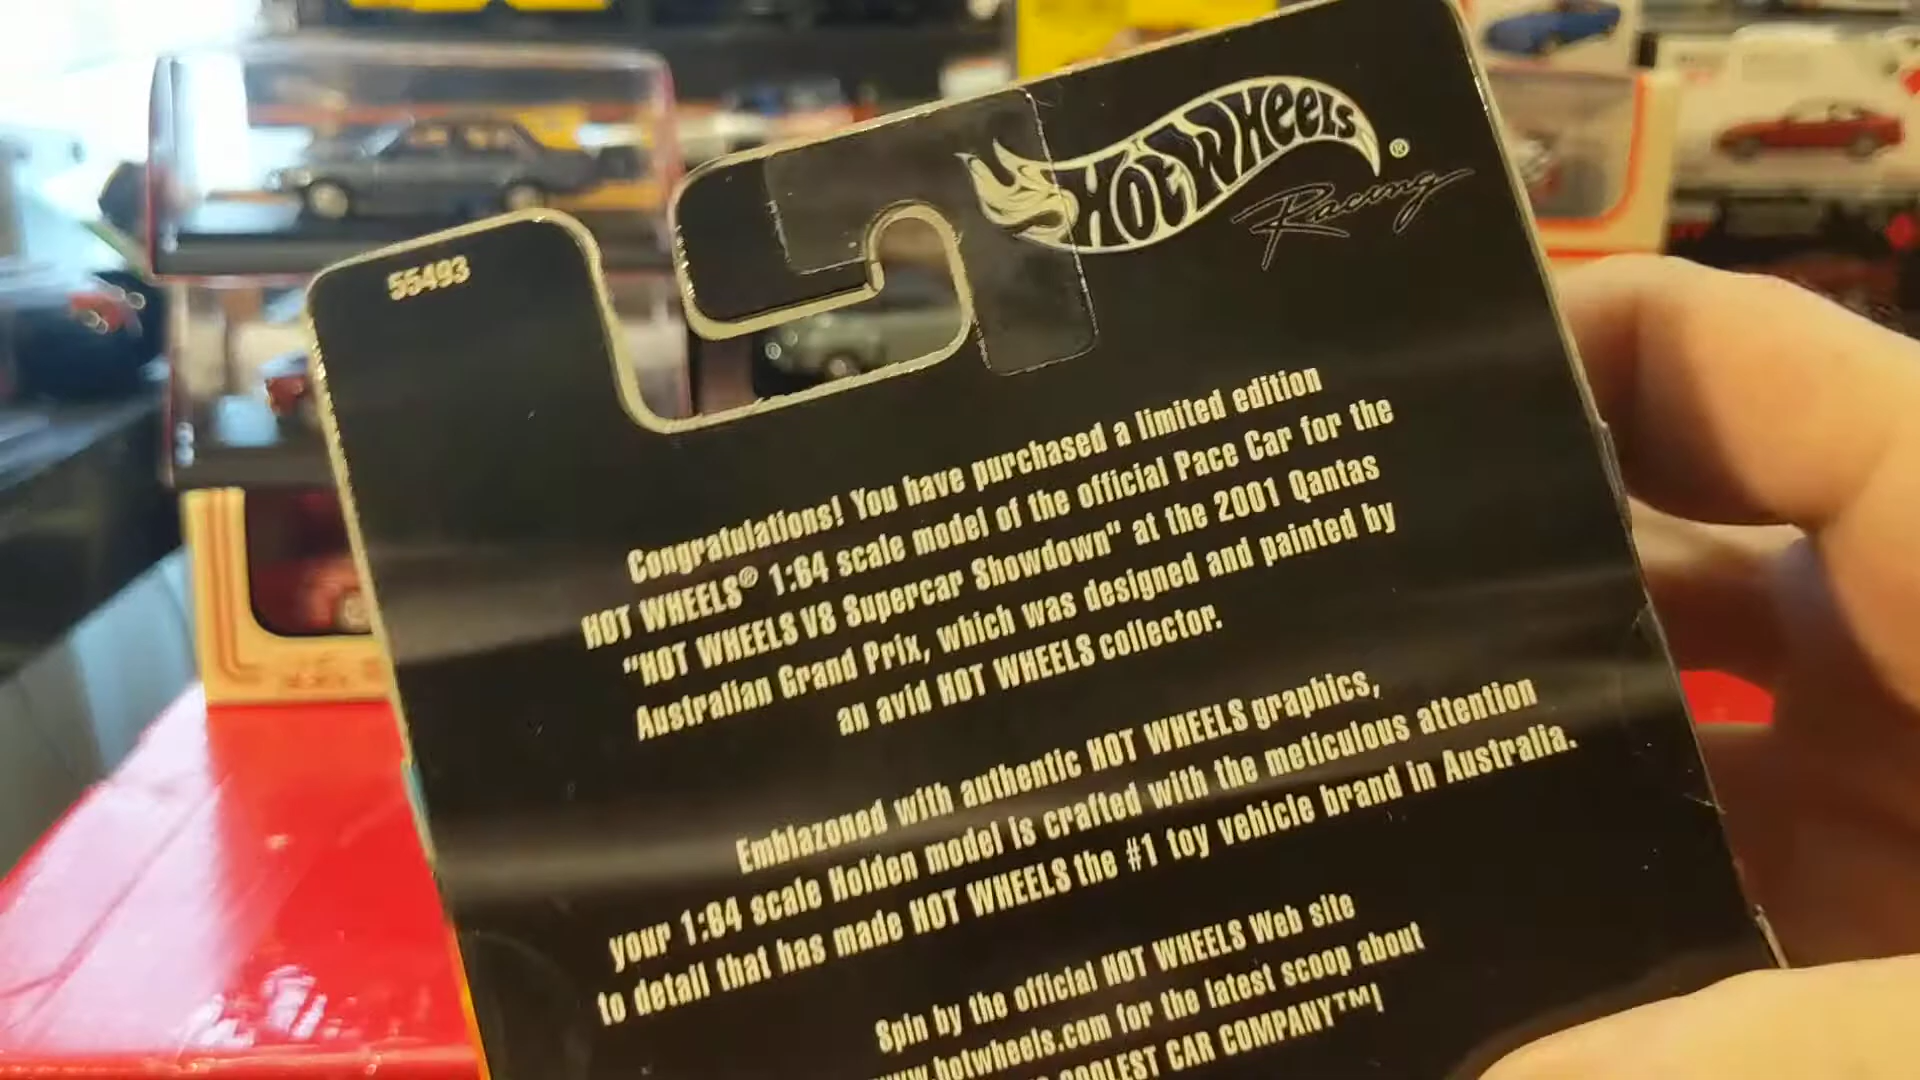 HOT WHEELS®
Racing
55493
Congratulations! You have purchased a limited edition
HOT WHEELS® 1:64 scale model of the official Pace Car for the
"HOT WHEELS V8 Supercar Showdown" at the 2001 Qantas
Australian Grand Prix, which was designed and painted by
an avid HOT WHEELS collector.
Emblazoned with authentic HOT WHEELS graphics,
your 1:64 scale Holden model is crafted with the meticulous attention
to detail that has made HOT WHEELS the #1 toy vehicle brand in Australia.
Spin by the official HOT WHEELS Web site
www.hotwheels.com for the latest scoop about
COOLEST CAR COMPANY™!